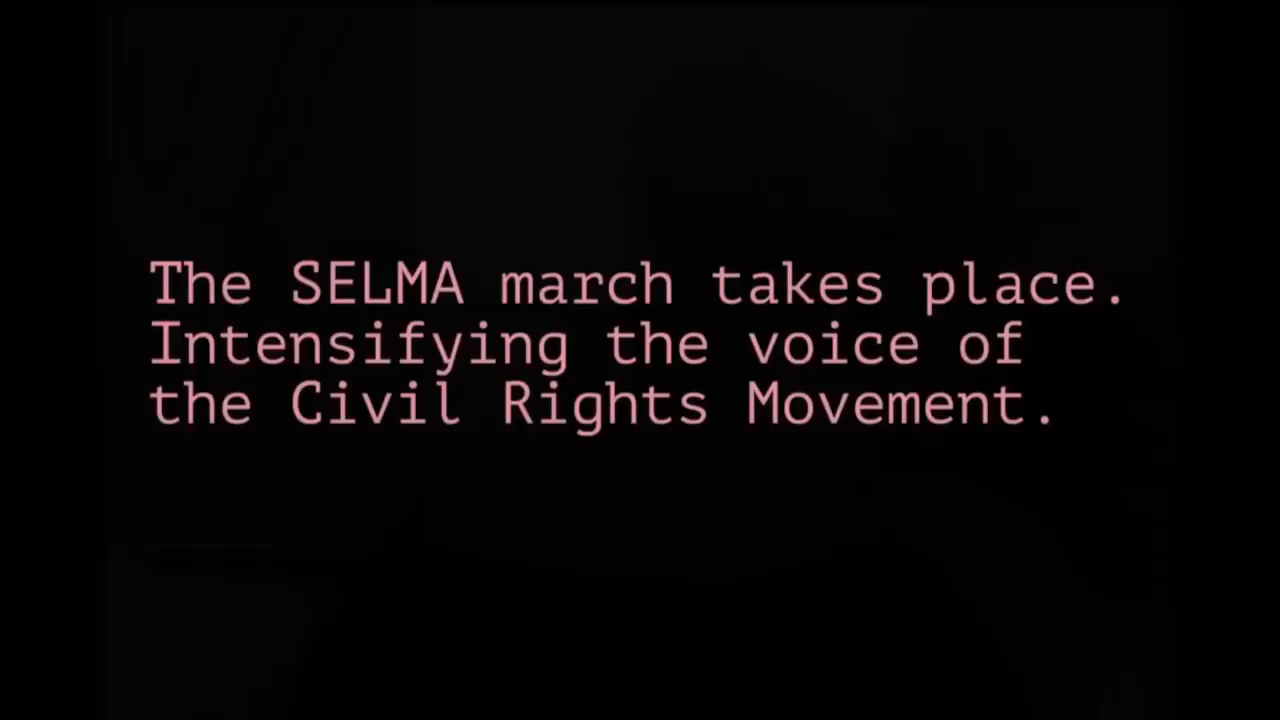 The SELMA march takes place.
Intensifying the voice of
the Civil Rights Movement.